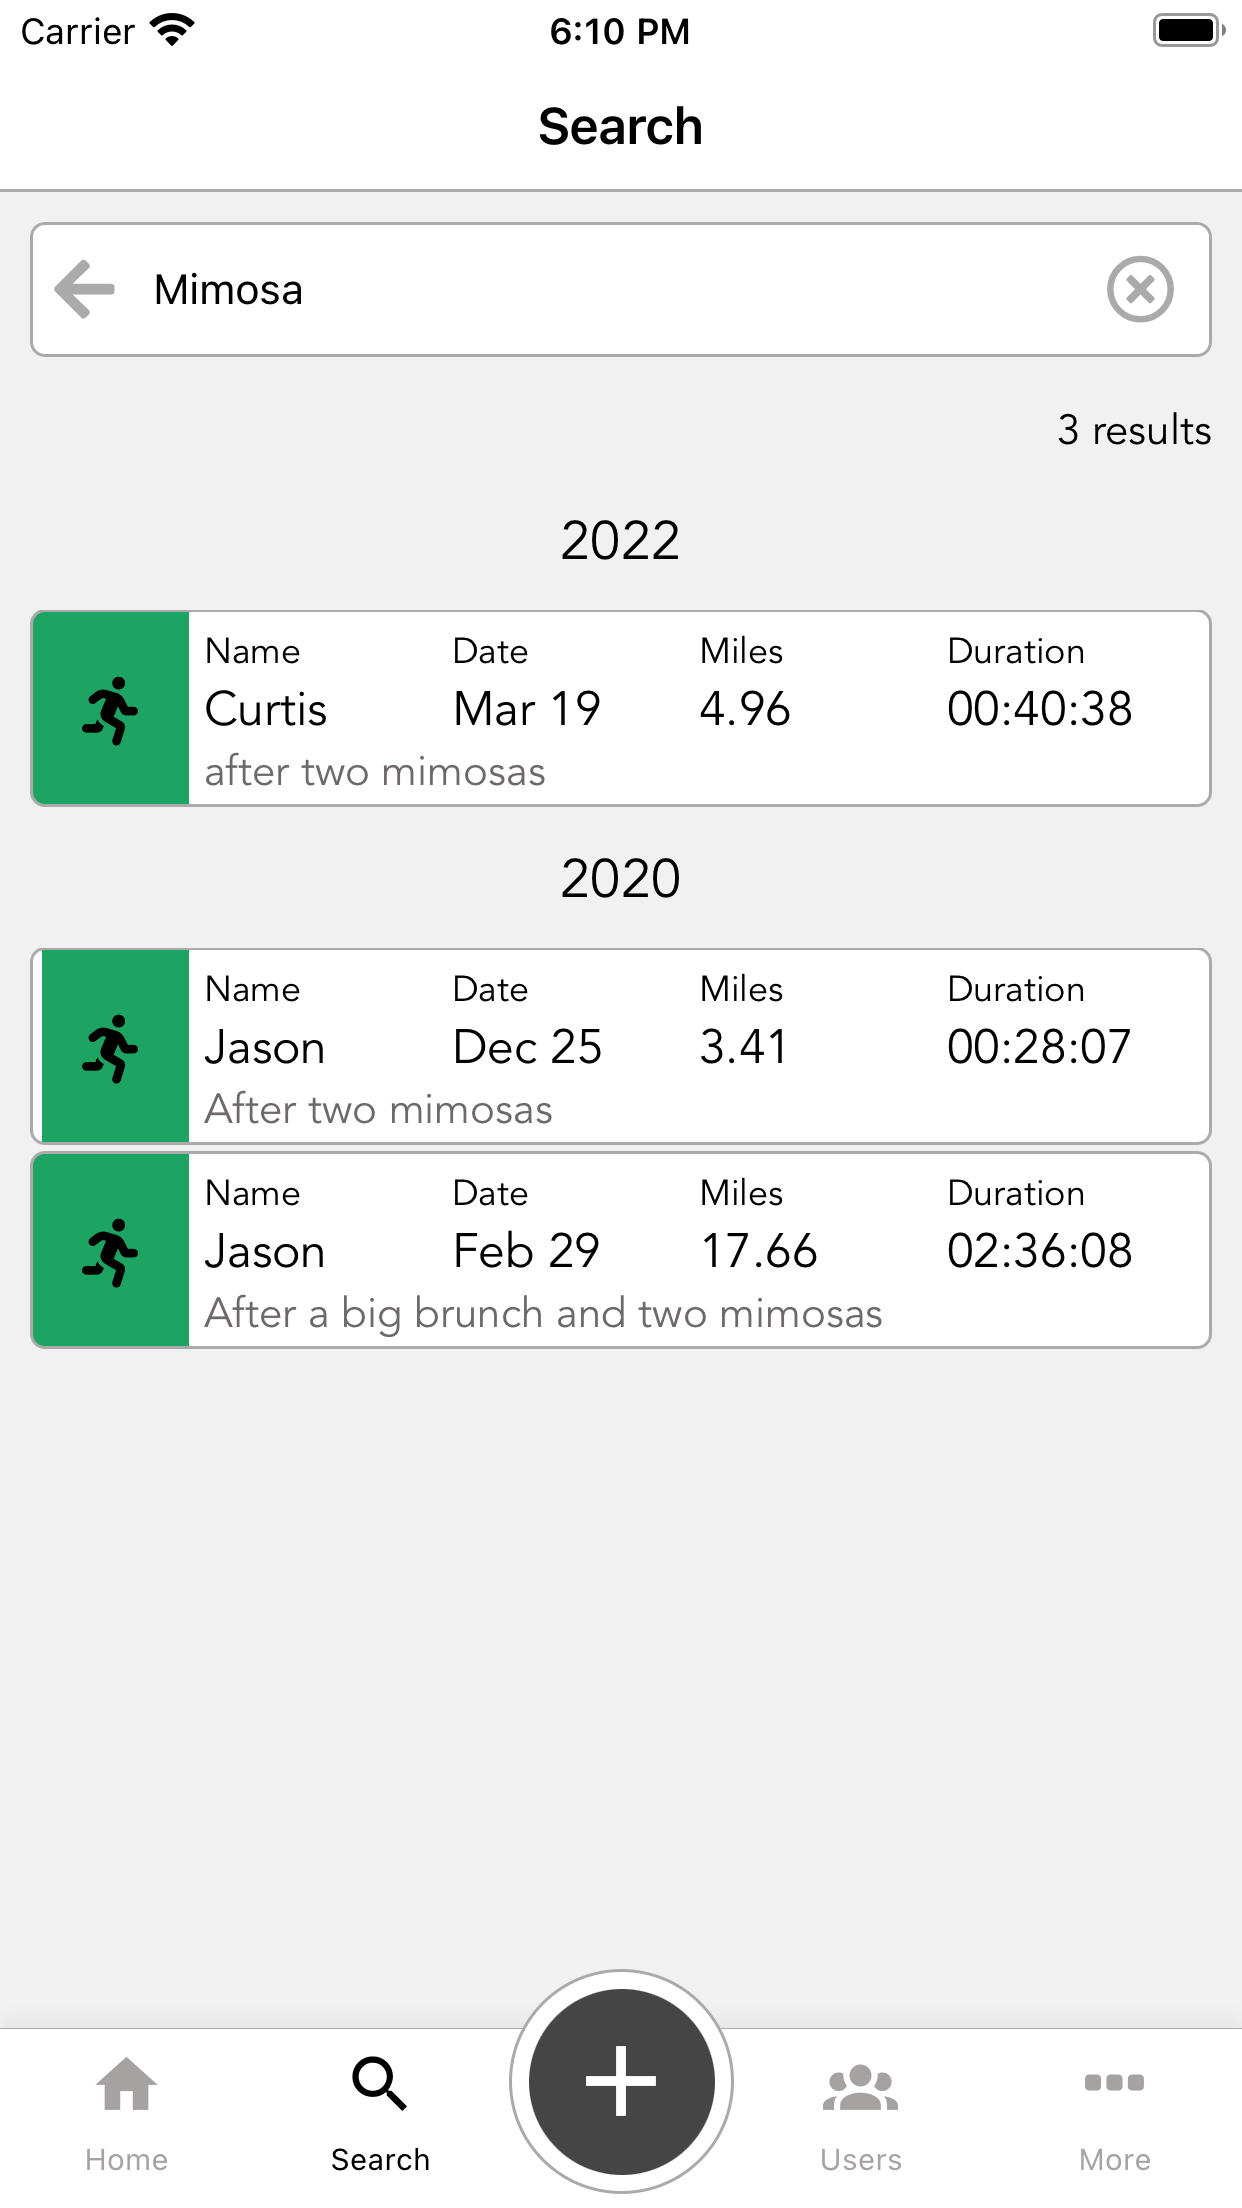 Carrier 6:10 PM
Search
Mimosa
3 results
2022
Name Date Miles Duration
Curtis Mar 19 4.96 00:40:38
after two mimosas
2020
Name Date Miles Duration
Jason Dec 25 3.41 00:28:07
After two mimosas
Name Date Miles Duration
Jason Feb 29 17.66 02:36:08
After a big brunch and two mimosas
Home Search Users More